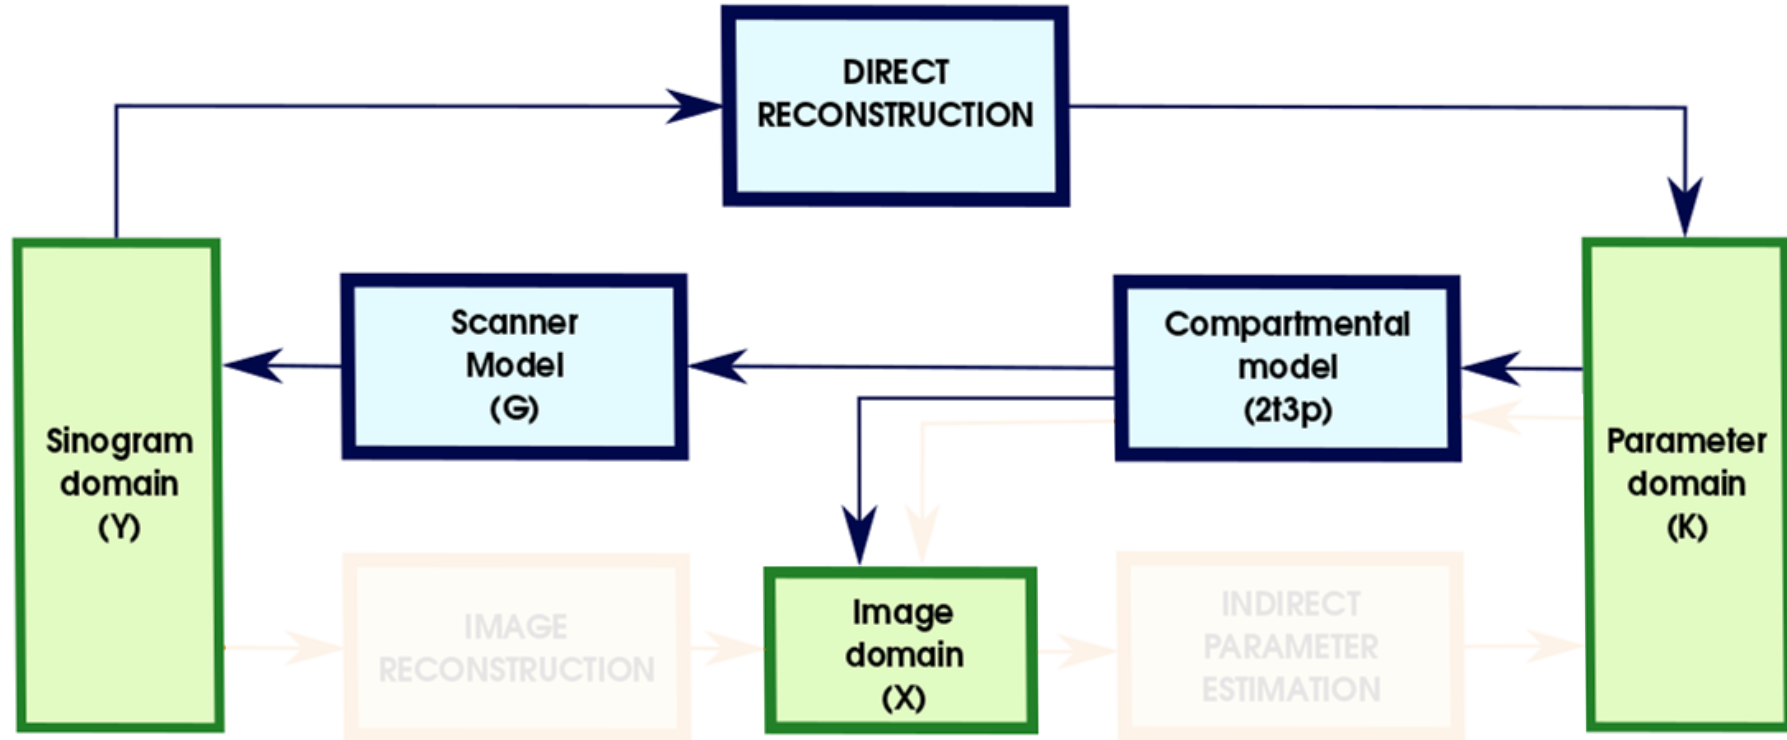 DIRECT
RECONSTRUCTION
Scanner
Model
(G)
Compartmental
model
(2t3p)
Sinogram
domain
(Y)
Parameter
domain
(K)
IMAGE
RECONSTRUCTION
Image
domain
(X)
INDIRECT
PARAMETER
ESTIMATION